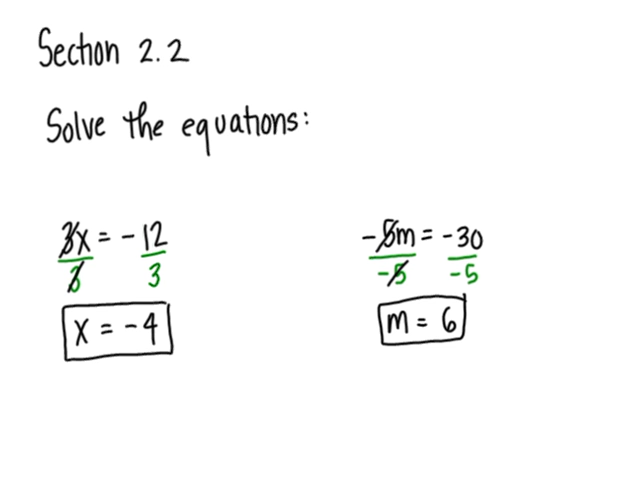 Section 2.2
Solve the equations:
3x = -12
3 3
x = -4
-5m = -30
-5 -5
m = 6